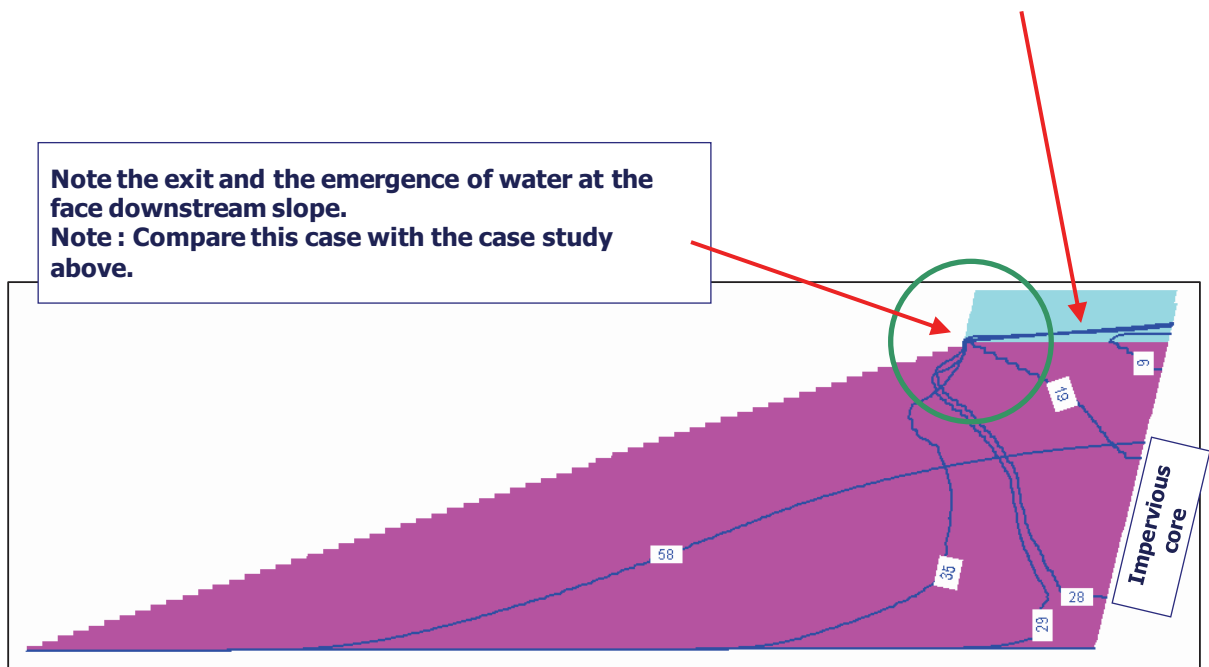 Note the exit and the emergence of water at the
face downstream slope.
Note : Compare this case with the case study
above.
9
19
58
35
28
29
Impervious
core